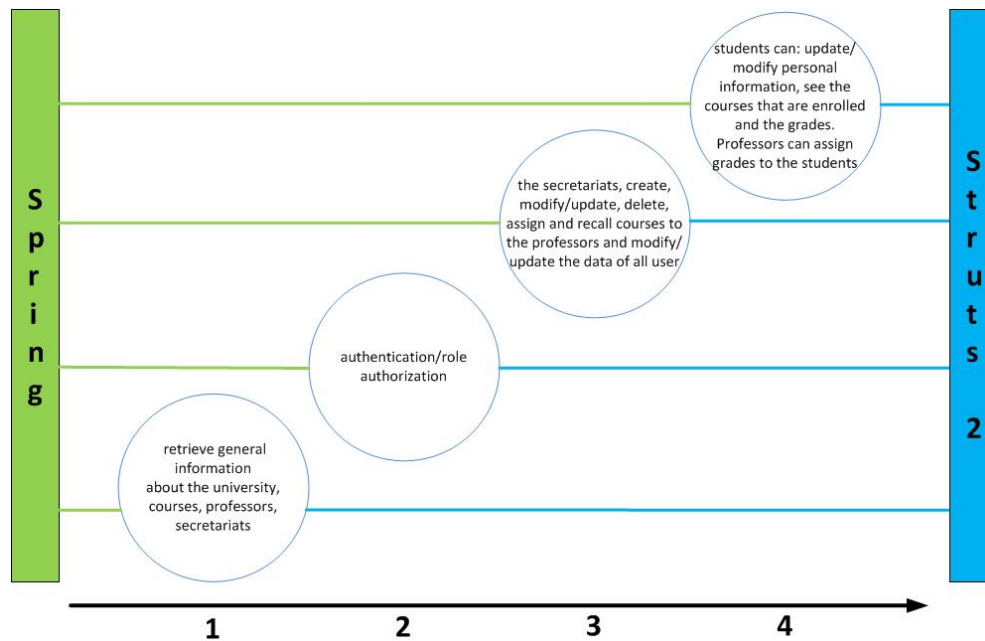 Spring
students can: update/
modify personal
information, see the
courses that are enrolled
and the grades.
Professors can assign
grades to the students
the secretariats, create,
modify/update, delete,
assign and recall courses to
the professors and modify/
update the data of all user
authentication/role
authorization
retrieve general
information
about the university,
courses, professors,
secretariats
Struts 2
1 2 3 4